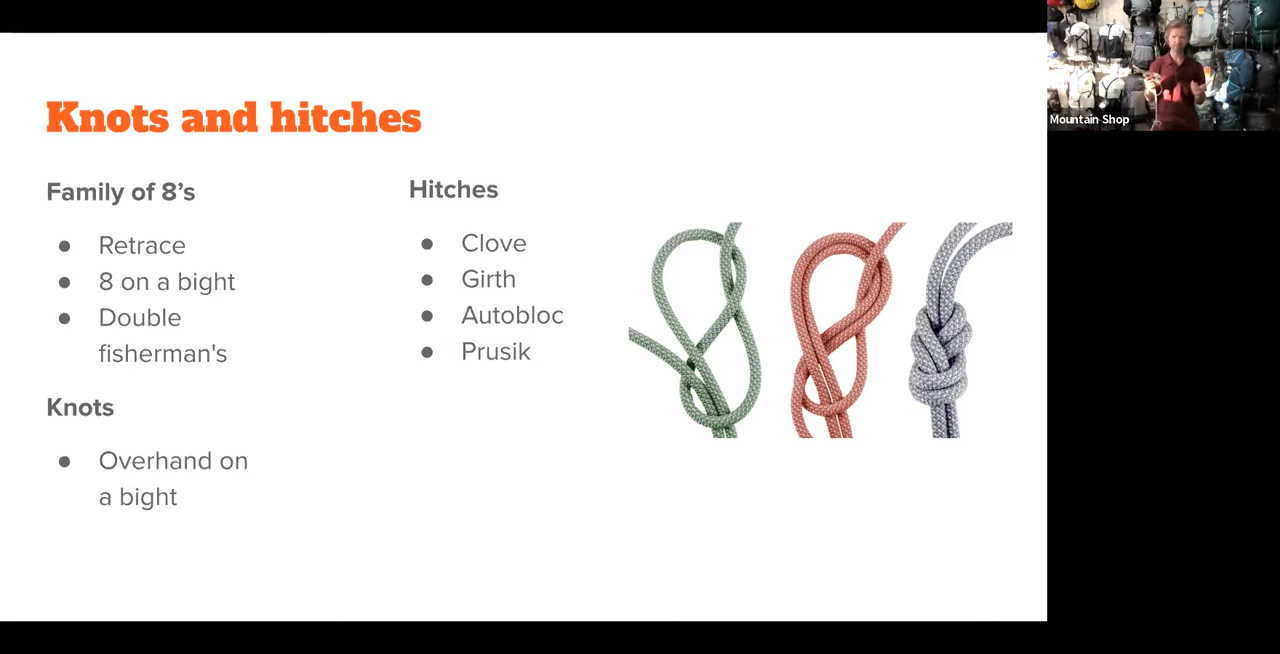 Knots and hitches
Family of 8’s
Retrace
8 on a bight
Double
fisherman's
Knots
Overhand on
a bight
Hitches
Clove
Girth
Autobloc
Prusik
Mountain Shop